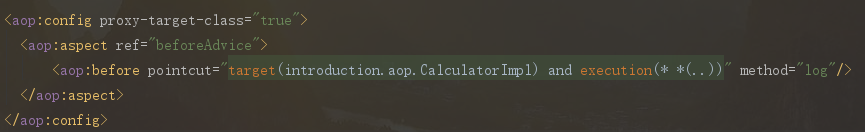 <aop:config proxy-target-class="true">
<aop:aspect ref="beforeAdvice">
<aop:before pointcut="target(introduction.aop.CalculatorImpl) and execution(* *(..))" method="log"/>
</aop:aspect>
</aop:config>